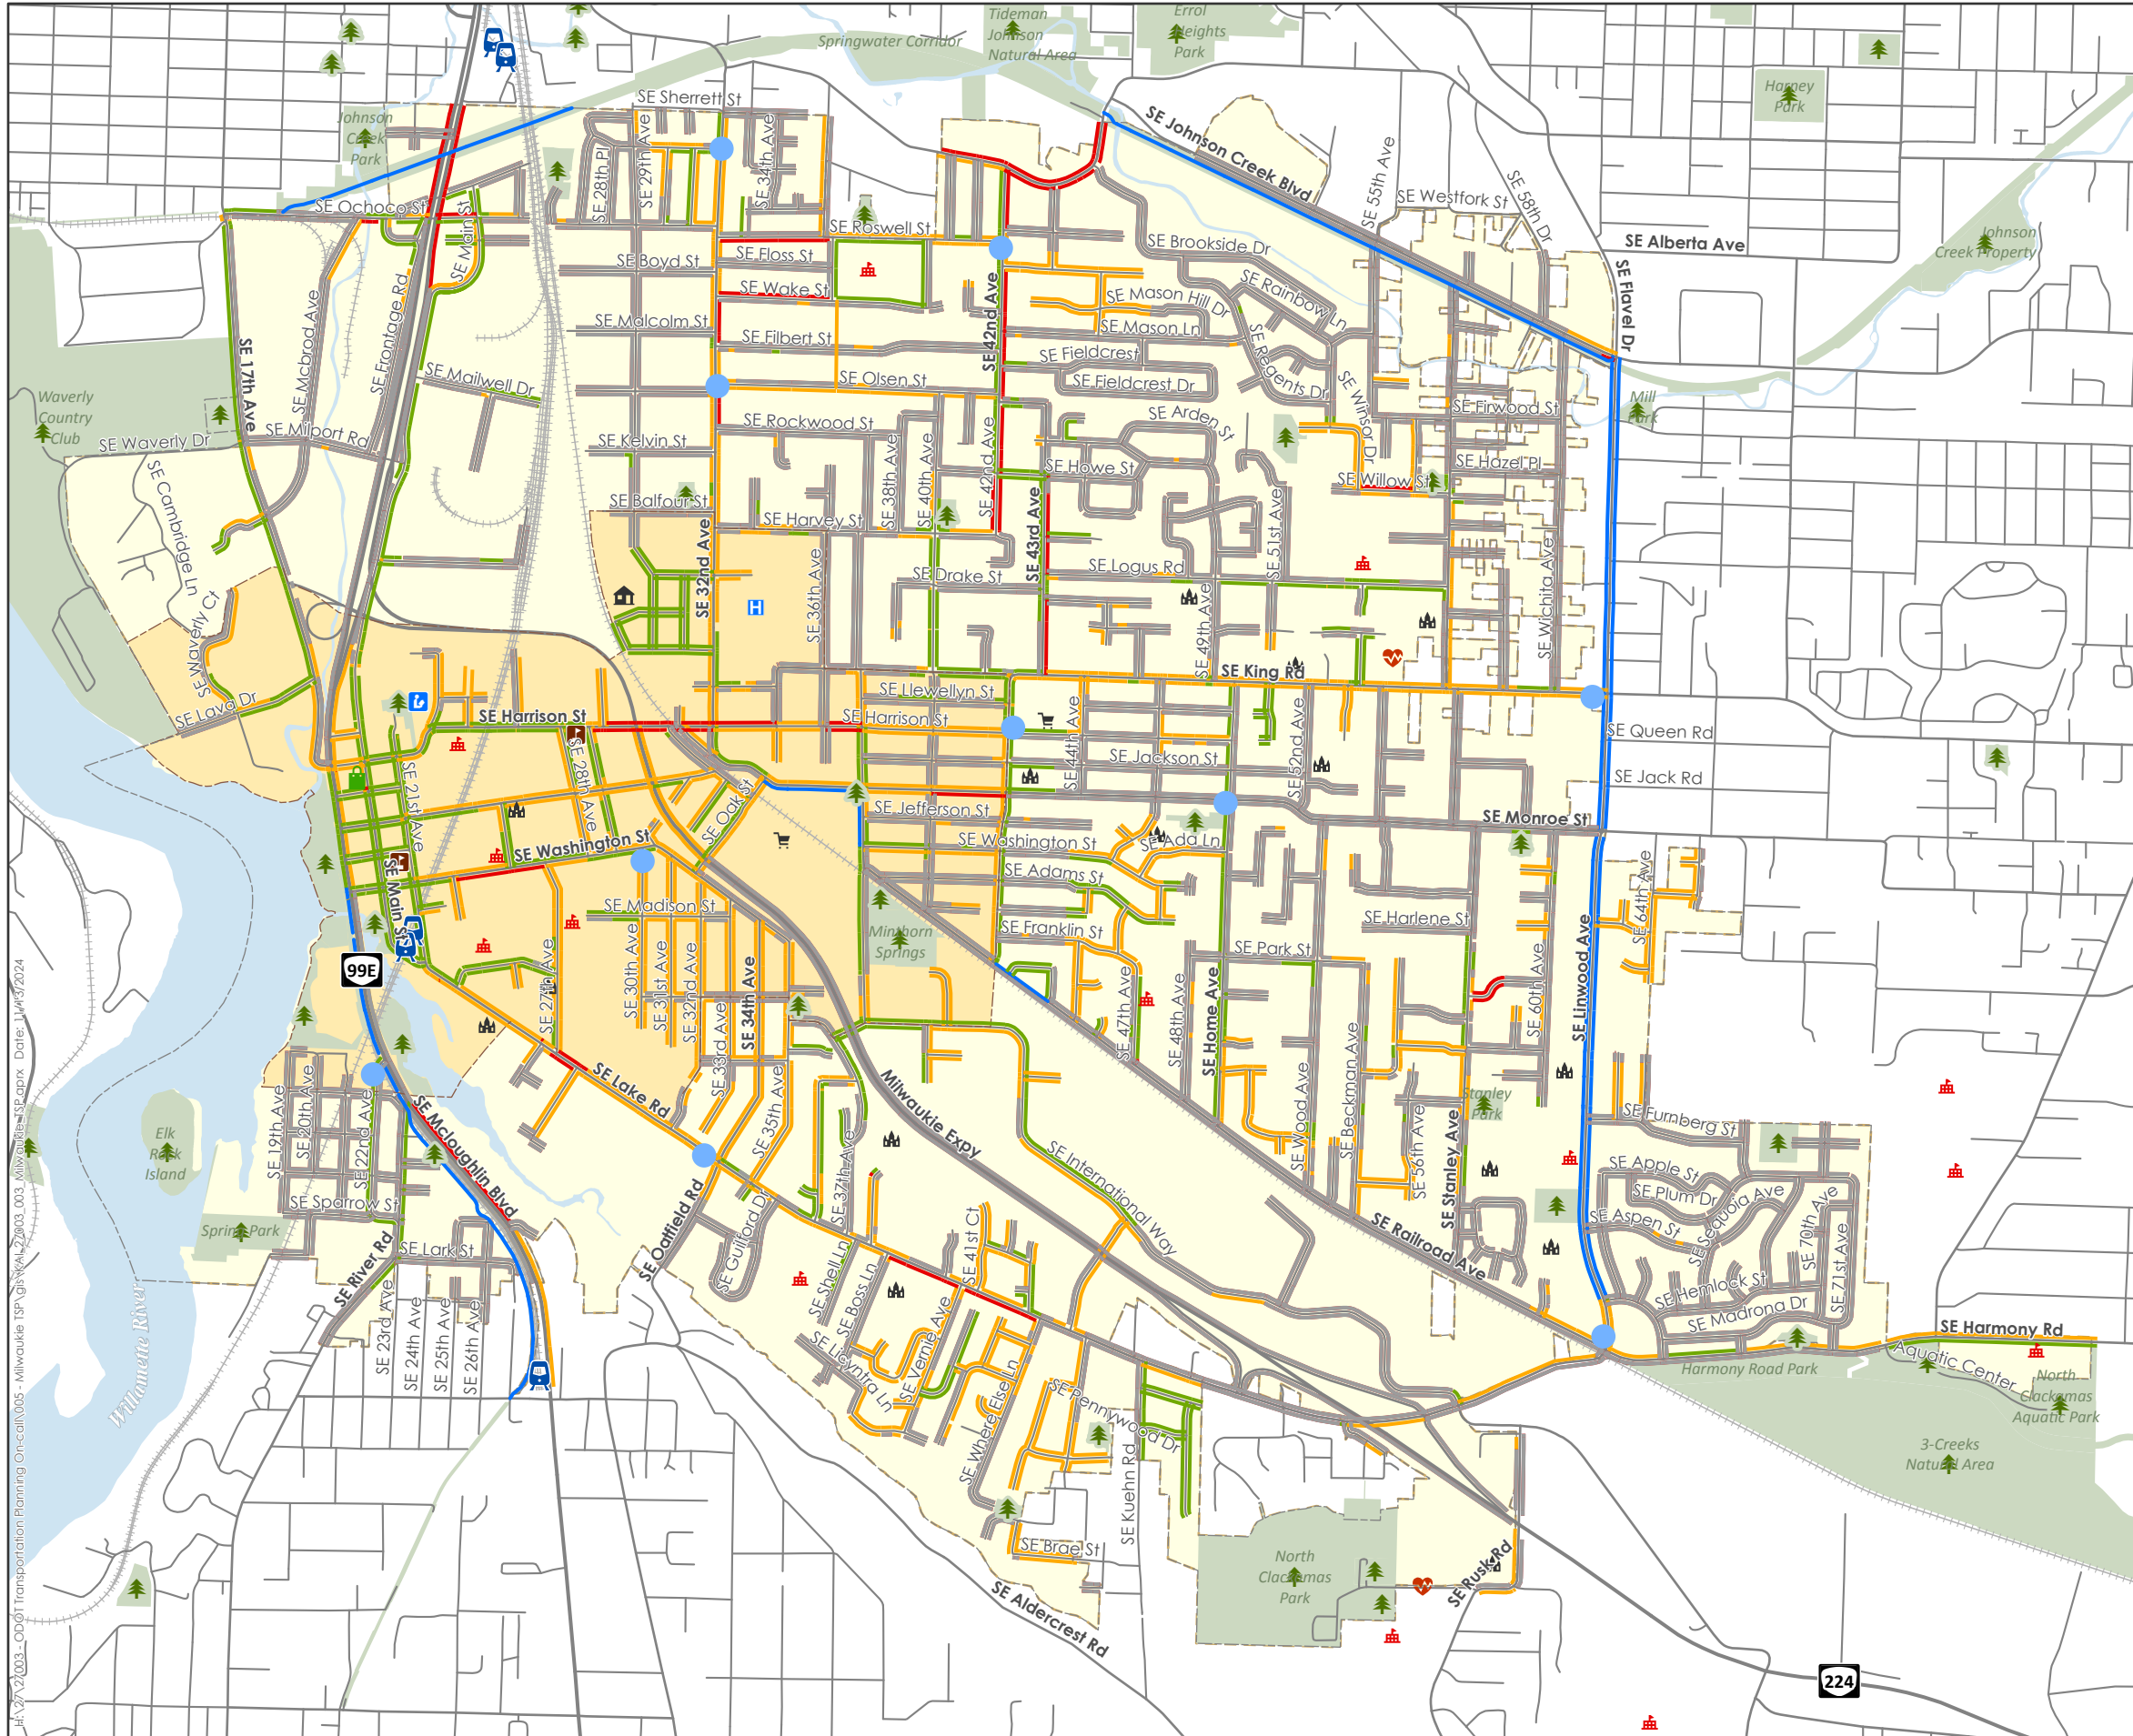 Tideman
Johnson
Natural Area
Errol
Heights
Park
Springwater Corridor
Harney
Park
SE Sherrett St
Johnson
Creek
Park
SE Johnson Creek Blvd
SE 29th Ave
SE 34th Ave
SE 28th Pl
SE 55th Ave
SE Westfork St
SE 58th Dr
SE Ochoco St
SE Main St
SE Roswell St
SE Brookside Dr
SE Alberta Ave
Johnson
Creek Property
SE Floss St
SE Boyd St
SE Flavel Dr
SE Rainbow Ln
SE Wake St
SE Mason Hill Dr
SE Mcbrod Ave
SE Frontage Rd
SE Malcolm St
SE 42nd Ave
SE Mason Ln
SE Filbert St
SE Regents Dr
SE 17th Ave
SE Fieldcrest
SE Mailwell Dr
SE Olsen St
SE Fieldcrest Dr
SE Winsor Dr
Waverly
Country
Club
Mill
Park
SE Firwood St
SE Arden St
SE Rockwood St
SE Milport Rd
SE Waverly Dr
SE Kelvin St
SE 38th Ave
SE 40th Ave
SE 42nd Ave
SE Howe St
SE Hazel Pl
SE Willow St
SE Cambridge Ln
SE Balfour St
SE Harvey St
SE 43rd Ave
SE 51st Ave
SE 32nd Ave
SE Logus Rd
SE Drake St
SE Wichita Ave
SE 36th Ave
SE Waverly Ct
SE 49th Ave
SE King Rd
SE Llewellyn St
SE Lava Dr
SE Harrison St
SE Harrison St
SE 44th Ave
SE 52nd Ave
SE Queen Rd
SE 28th Ave
SE Jackson St
SE Jack Rd
SE 21st Ave
SE Oak St
SE Jefferson St
SE Monroe St
SE Washington St
SE Washington St
SE Ada Ln
SE Main St
SE Adams St
SE 64th Ave
SE Madison St
SE Harlene St
Minthorn
Springs
SE Franklin St
SE Park St
SE Linwood Ave
SE 27th Ave
SE 30th Ave
SE 31st Ave
SE 32nd Ave
SE 34th Ave
99E
SE 60th Ave
SE 47th Ave
SE 48th Ave
SE Home Ave
SE 33rd Ave
SE Lake Rd
SE 35th Ave
Milwaukie Expy
SE Wood Ave
SE Beckman Ave
SE 56th Ave
Stanley
Park
SE Stanley Ave
SE Furnberg St
SE 19th Ave
SE 20th Ave
SE 22nd Ave
SE Mcloughlin Blvd
Elk
Rock
Island
SE 37th Ave
SE International Way
SE Apple St
SE Plum Dr
SE Sequoia Ave
SE Aspen St
SE 70th Ave
SE 71st Ave
SE Sparrow St
Spring Park
SE River Rd
SE Lark St
SE Oatfield Rd
SE Guilford Dr
SE Shell Ln
SE Boss Ln
SE 41st Ct
SE Railroad Ave
SE Hemlock St
SE Madrona Dr
SE Harmony Rd
SE 23rd Ave
SE 24th Ave
SE 25th Ave
SE 26th Ave
Willamette River
SE Licyntra Ln
SE Vernie Ave
SE Where Else Ln
SE Pennywood Dr
Harmony Road Park
Aquatic Center
North
Clackamas
Aquatic Park
3-Creeks
Natural Area
SE Kuehn Rd
SE Brae St
North
Clackamas
Park
SE Rusk Rd
SE Aldercrest Rd
224
H:\27\27003 - ODOT Transportation Planning On-call\005 - Milwaukie TSP\gis\KAI_27003_003_Milwaukie_TSP.aprx Date: 11/13/2024